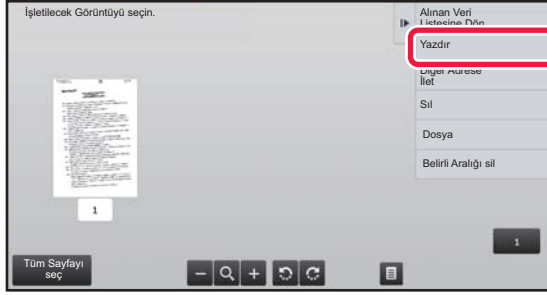 İşletilecek Görüntüyü seçin.
Alınan Veri
Listesine Dön
Yazdır
Diğer Adrese
İlet
Sıl
Dosya
Belirli Aralığı sil
1
1
Tüm Sayfayı
seç